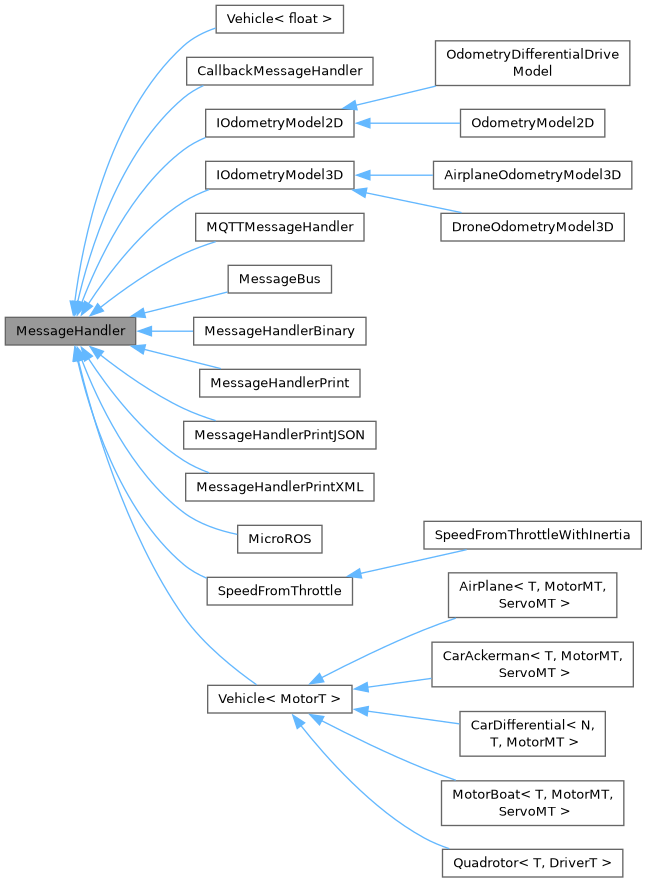 Vehicle< float >
CallbackMessageHandler
OdometryDifferentialDrive
Model
IOdometryModel2D
OdometryModel2D
IOdometryModel3D
AirplaneOdometryModel3D
MQTTMessageHandler
DroneOdometryModel3D
MessageBus
MessageHandler
MessageHandlerBinary
MessageHandlerPrint
MessageHandlerPrintJSON
MessageHandlerPrintXML
MicroROS
SpeedFromThrottleWithInertia
SpeedFromThrottle
AirPlane< T, MotorMT,
ServoMT >
CarAckerman< T, MotorMT,
ServoMT >
Vehicle< MotorT >
CarDifferential< N,
T, MotorMT >
MotorBoat< T, MotorMT,
ServoMT >
Quadrotor< T, DriverT >